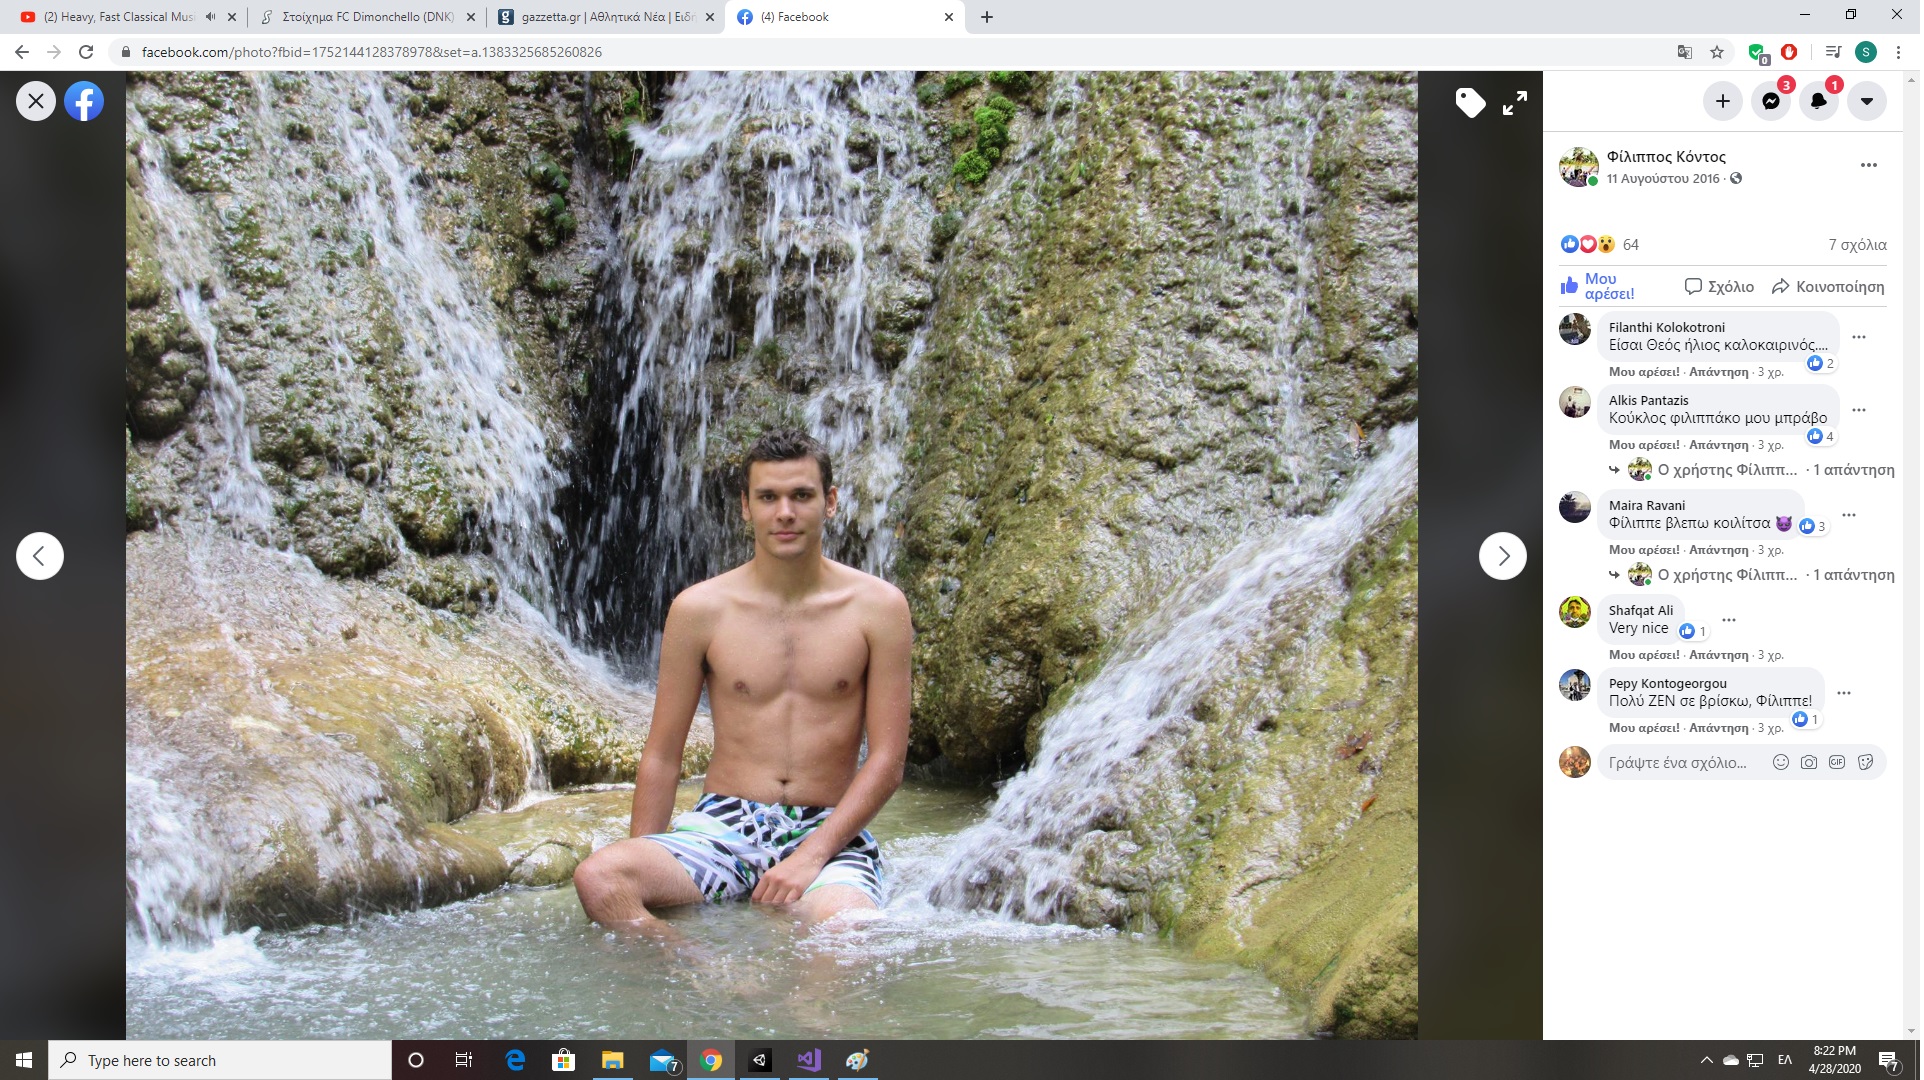 (2) Heavy, Fast Classical Mus
Στοίχημα FC Dimonchello (DNK)
gazzetta.gr | Αθλητικά Νέα | Ειδή
(4) Facebook
facebook.com/photo?fbid=1752144128378978&set=a.1383325685260826
0
S
3
1
Φίλιππος Κόντος
11 Αυγούστου 2016 ·
64
7 σχόλια
Μου αρέσει!
Σχόλιο
Κοινοποίηση
Filanthi Kolokotroni
Είσαι Θεός ήλιος καλοκαιρινός....
2
Μου αρέσει! · Απάντηση · 3 χρ.
Alkis Pantazis
Κούκλος φιλιππάκο μου μπράβο
4
Μου αρέσει! · Απάντηση · 3 χρ.
Ο χρήστης Φίλιππ... · 1 απάντηση
Maira Ravani
Φίλιππε βλεπω κοιλίτσα 😈
3
Μου αρέσει! · Απάντηση · 3 χρ.
Ο χρήστης Φίλιππ... · 1 απάντηση
Shafqat Ali
Very nice
1
Μου αρέσει! · Απάντηση · 3 χρ.
Pepy Kontogeorgou
Πολύ ZEN σε βρίσκω, Φίλιππε!
1
Μου αρέσει! · Απάντηση · 3 χρ.
Γράψτε ένα σχόλιο...
GIF
Type here to search
7
ΕΛ
8:22 PM
4/28/2020
7